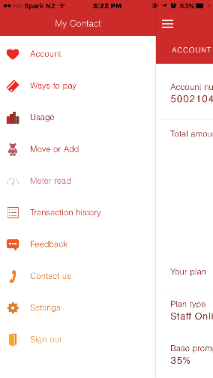 Spark NZ
3:22 PM
53%
My Contact
ACCOUNT
Account
Ways to pay
Usage
Move or Add
Meter read
Transaction history
Feedback
Contact us
Settings
Sign out
Account nu
5002104
Total amou
Your plan
Plan type
Staff Onli
Base promp
35%